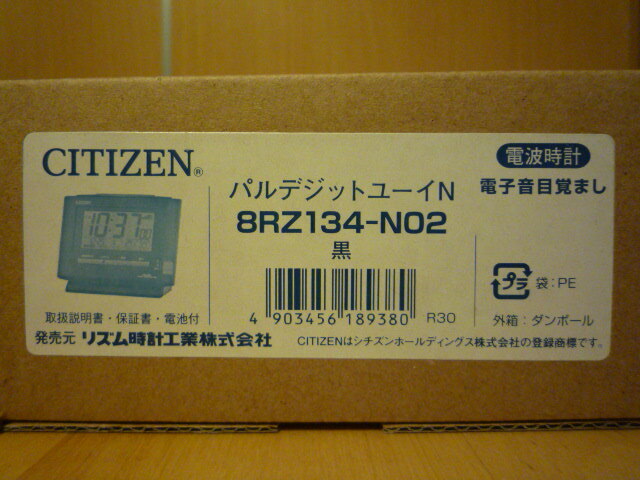 CITIZEN®
電波時計
電子音目覚まし
パルデジットユーイN
8RZ134-N02
黒
10:37
4 903456 189380 R30
プラ 袋:PE
外箱:ダンボール
取扱説明書・保証書・電池付
発売元 リズム時計工業株式会社
CITIZENはシチズンホールディングス株式会社の登録商標です。